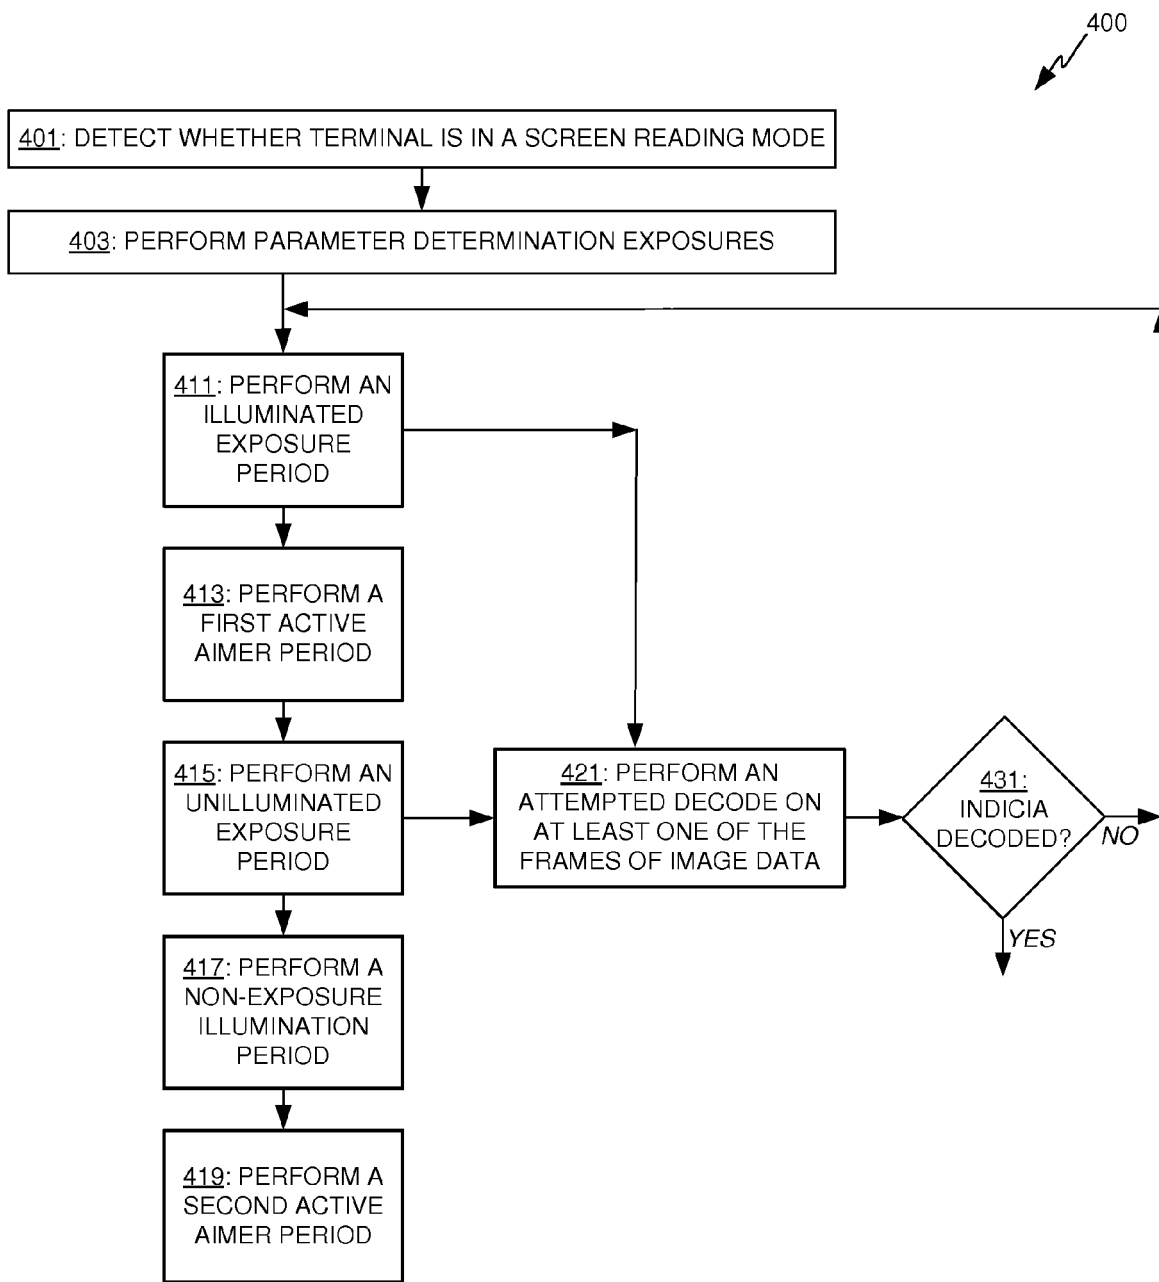 400
401: DETECT WHETHER TERMINAL IS IN A SCREEN READING MODE
403: PERFORM PARAMETER DETERMINATION EXPOSURES
411: PERFORM AN
ILLUMINATED
EXPOSURE
PERIOD
413: PERFORM A
FIRST ACTIVE
AIMER PERIOD
415: PERFORM AN
UNILLUMINATED
EXPOSURE
PERIOD
421: PERFORM AN
ATTEMPTED DECODE ON
AT LEAST ONE OF THE
FRAMES OF IMAGE DATA
431:
INDICIA
DECODED?
NO
YES
417: PERFORM A
NON-EXPOSURE
ILLUMINATION
PERIOD
419: PERFORM A
SECOND ACTIVE
AIMER PERIOD